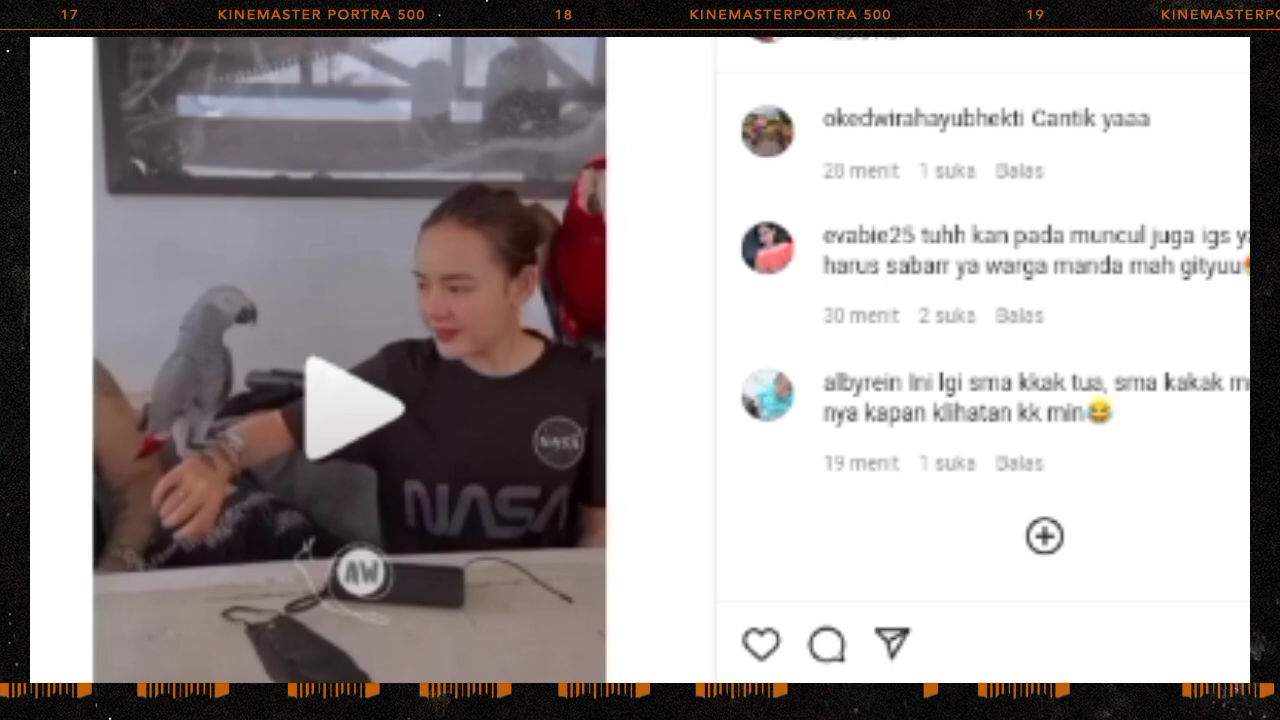 17 KINEMASTER PORTRA 500 18 KINEMASTERPORTRA 500 19 KINEMASTERPO
okedwirahayubhekti Cantik yaaa
28 menit 1 suka Balas
evabie25 tuhh kan pada muncul juga igs ya
harus sabarr ya warga manda mah gityuu
30 menit 2 suka Balas
albyrein Ini lgi sma kkak tua, sma kakak m
nya kapan klihatan kk min😂
19 menit 1 suka Balas
NASA
NASA
AW